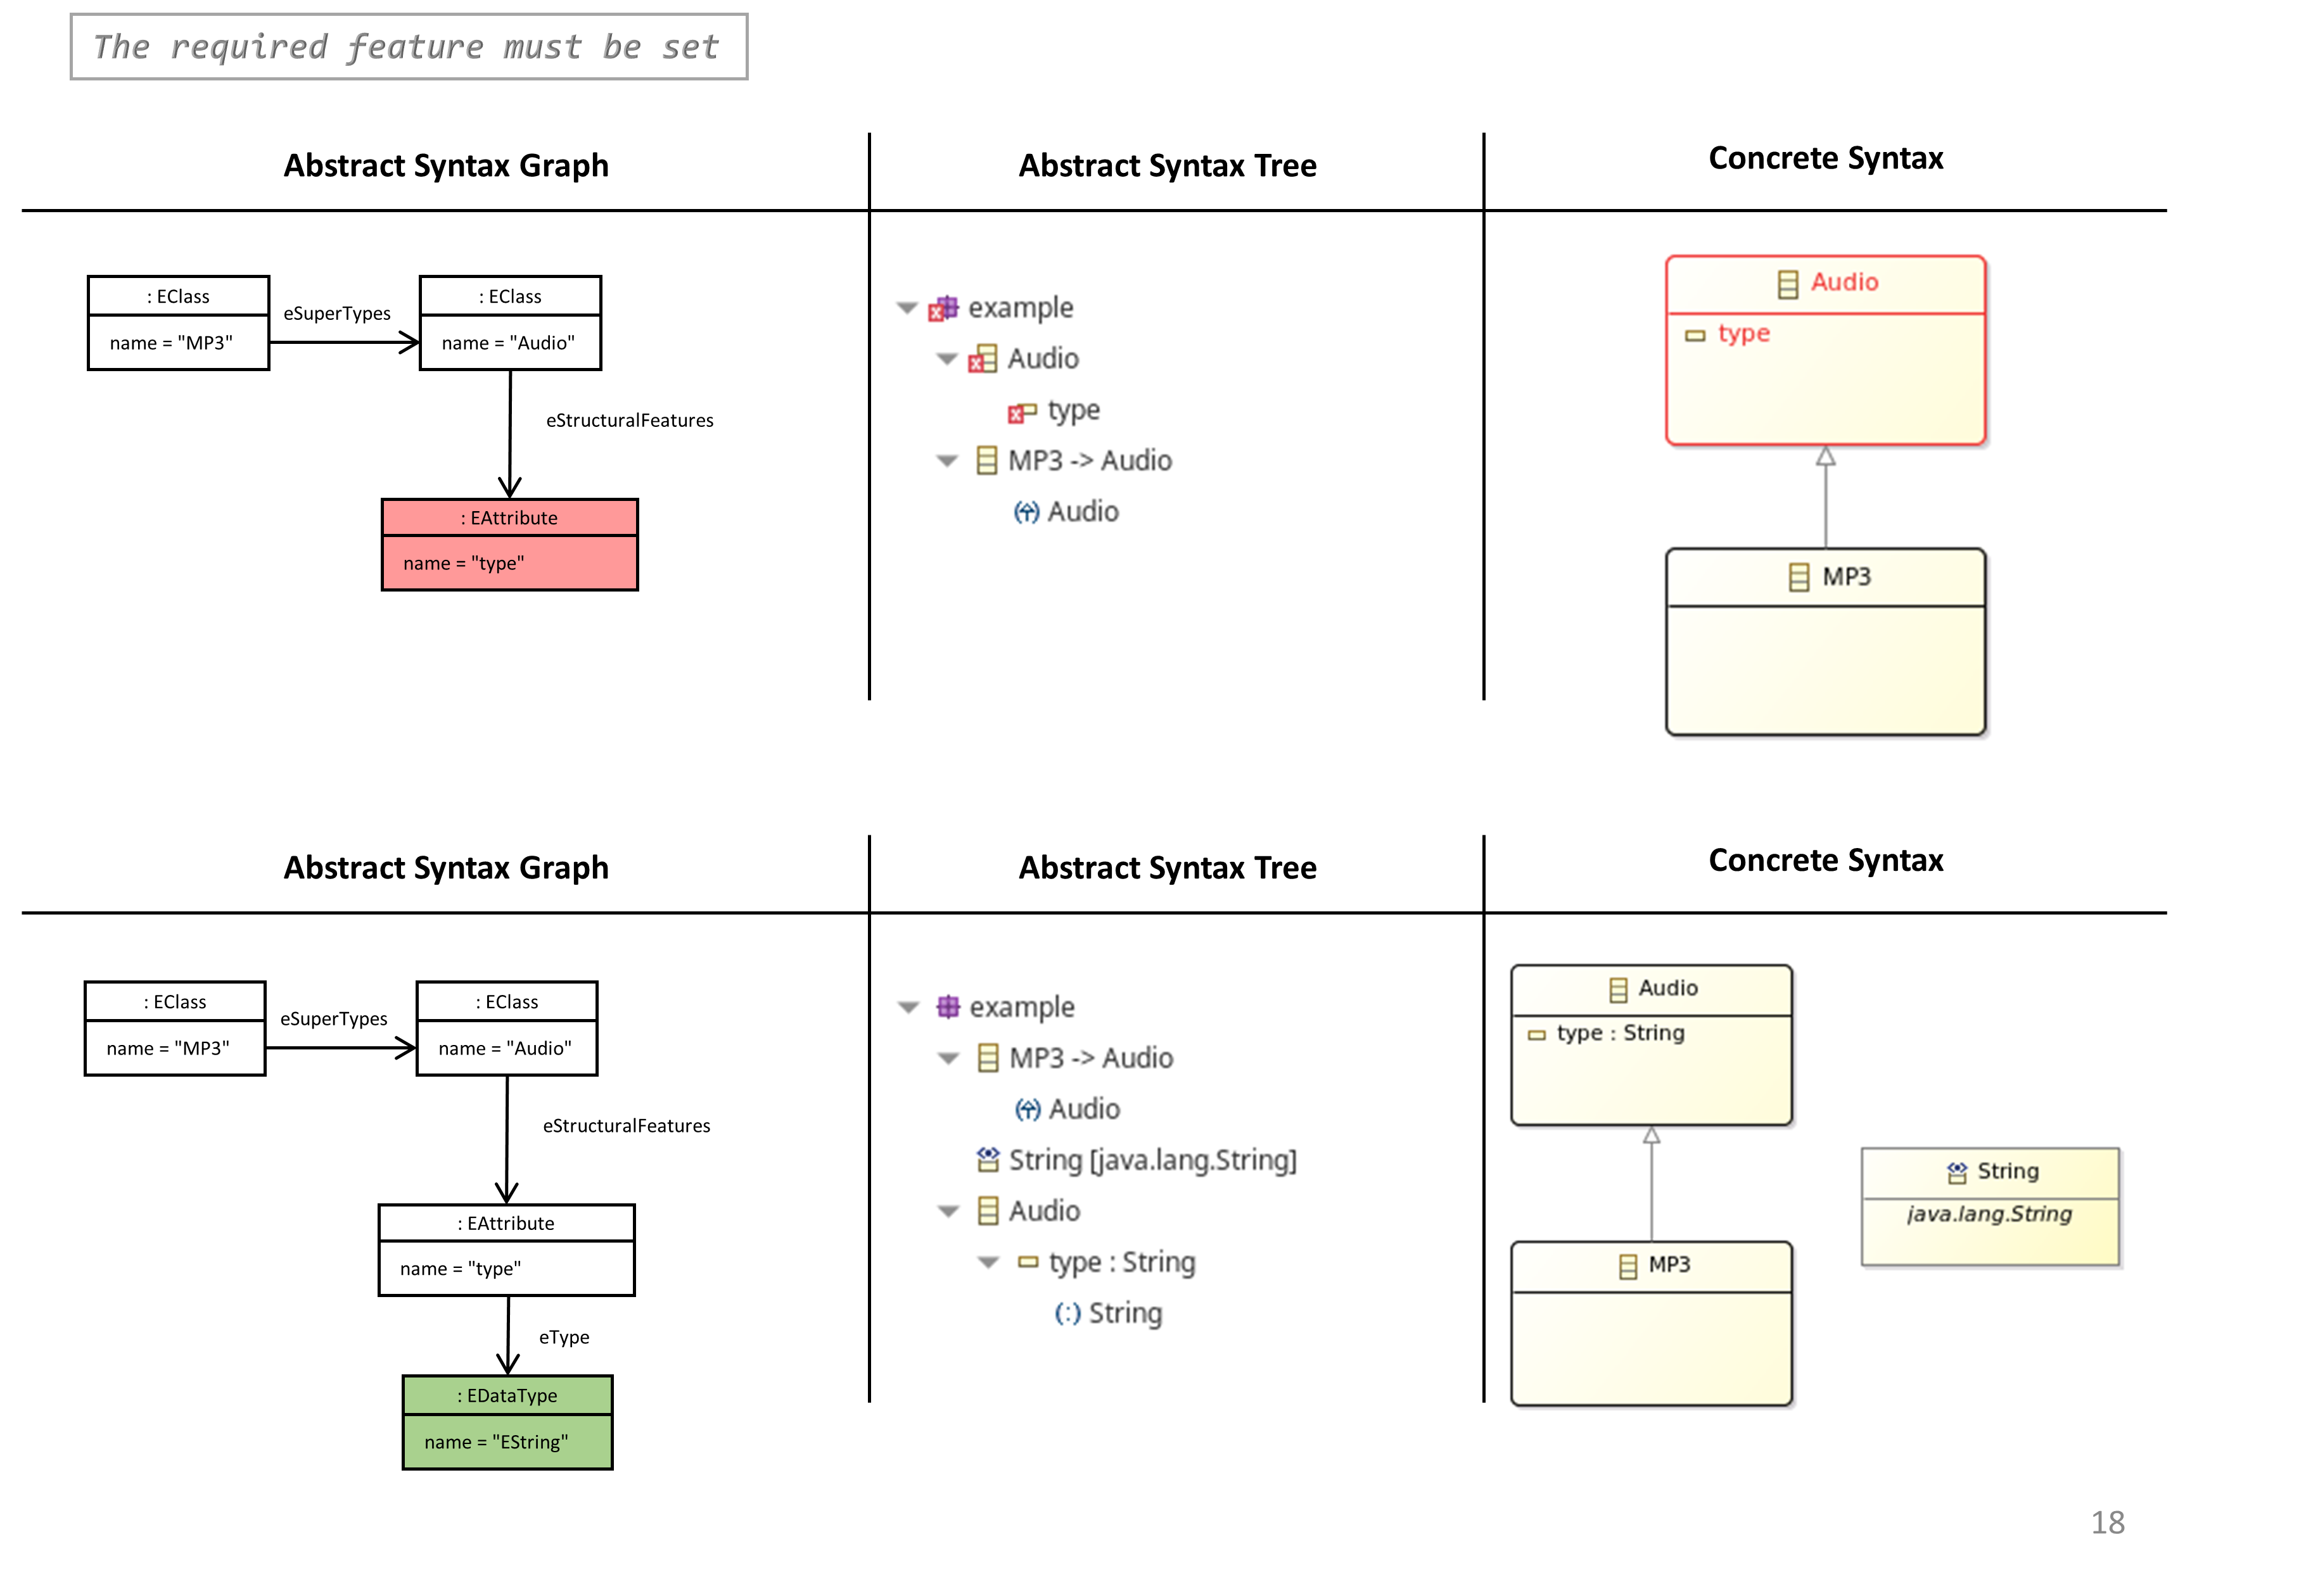 The required feature must be set
Abstract Syntax Graph
Abstract Syntax Tree
Concrete Syntax
: EClass
name = "MP3"
eSuperTypes
: EClass
name = "Audio"
eStructuralFeatures
: EAttribute
name = "type"
example
Audio
type
MP3 -> Audio
Audio
Audio
type
MP3
Abstract Syntax Graph
Abstract Syntax Tree
Concrete Syntax
: EClass
name = "MP3"
eSuperTypes
: EClass
name = "Audio"
eStructuralFeatures
: EAttribute
name = "type"
eType
: EDataType
name = "EString"
example
MP3 -> Audio
Audio
String [java.lang.String]
Audio
type : String
(:) String
Audio
type : String
MP3
String
java.lang.String
18